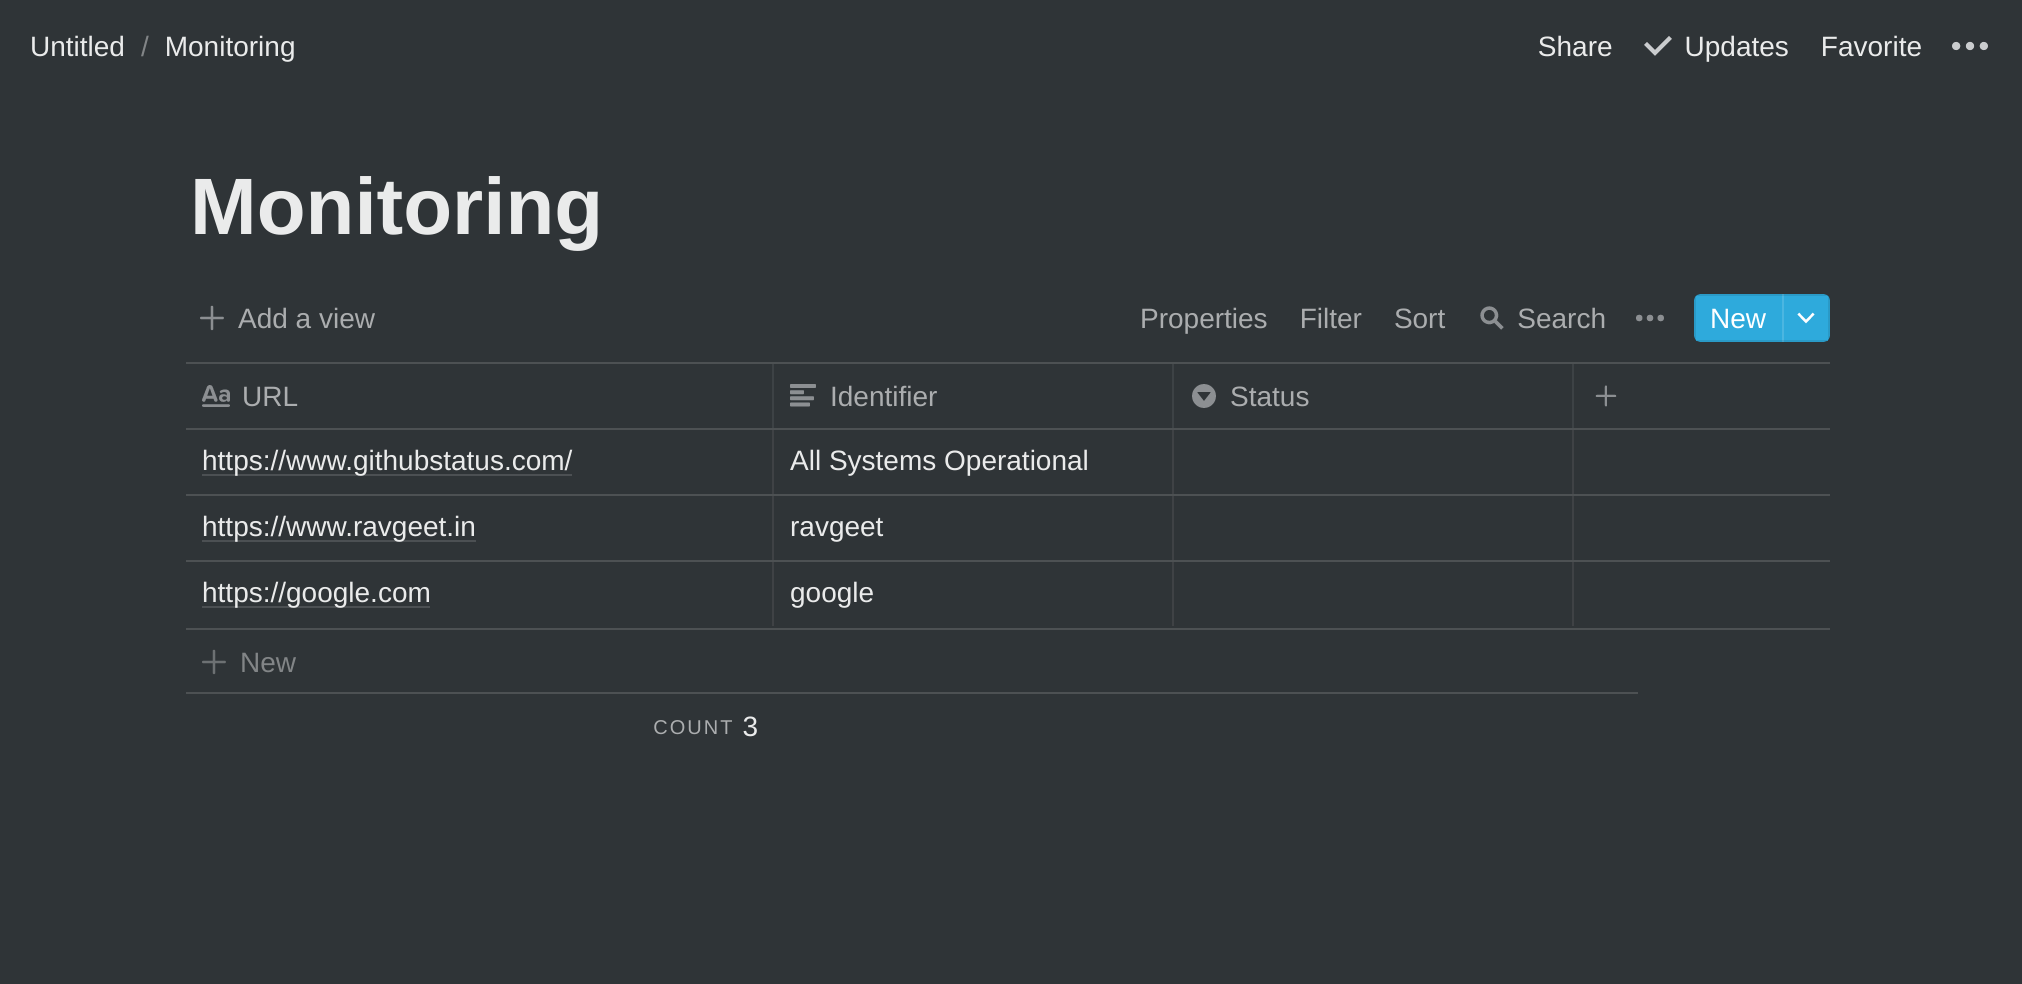 Untitled / Monitoring Share Updates Favorite
Monitoring
Add a view Properties Filter Sort Search New
Aa URL Identifier Status
https://www.githubstatus.com/ All Systems Operational
https://www.ravgeet.in ravgeet
https://google.com google
New
COUNT 3